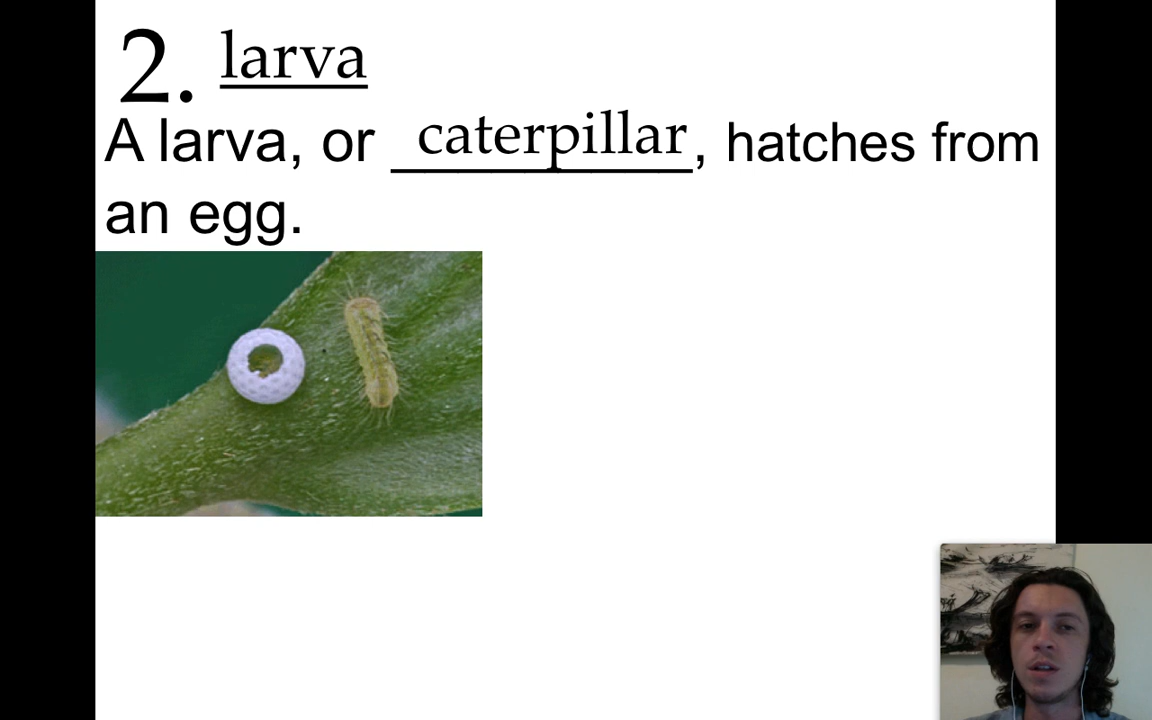 2. larva
A larva, or caterpillar, hatches from
an egg.